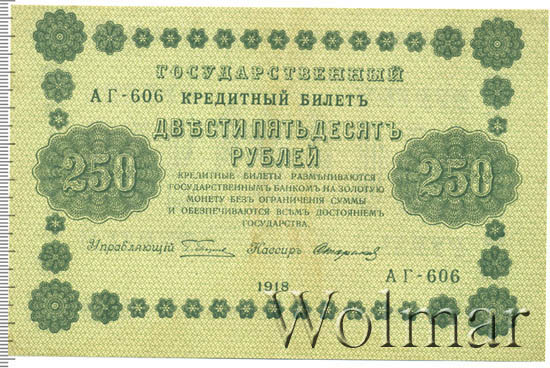 ГОСУДАРСТВЕННЫЙ
АГ-606 КРЕДИТНЫЙ БИЛЕТЪ
ДВѢСТИ ПЯТЬДЕСЯТЪ
РУБЛЕЙ
250 250
КРЕДИТНЫЕ БИЛЕТЫ РАЗМѢНИВАЮТСЯ
ГОСУДАРСТВЕННЫМЪ БАНКОМЪ НА ЗОЛОТУЮ
МОНЕТУ БЕЗЪ ОГРАНИЧЕНІЯ СУММЫ
И ОБЕЗПЕЧИВАЮТСЯ ВСѢМЪ ДОСТОЯНІЕМЪ
ГОСУДАРСТВА.
Управляющій Кассиръ
АГ-606
1918
Wolmar